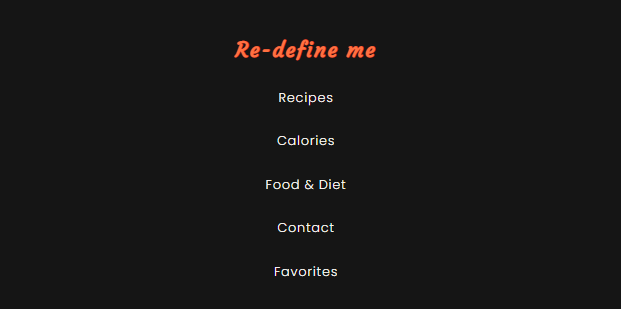 Re-define me
Recipes
Calories
Food & Diet
Contact
Favorites